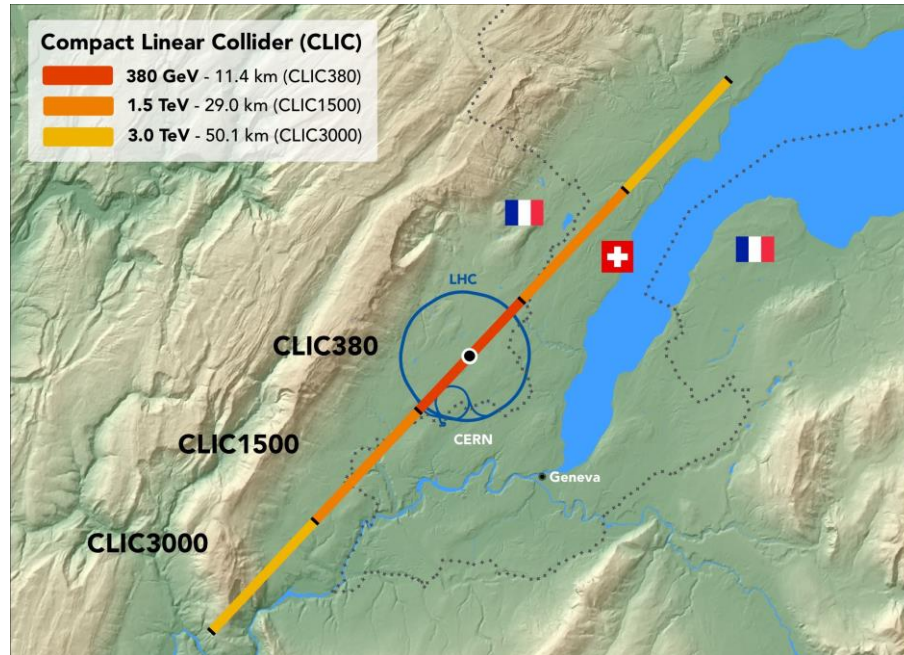 Compact Linear Collider (CLIC)
380 GeV - 11.4 km (CLIC380)
1.5 TeV - 29.0 km (CLIC1500)
3.0 TeV - 50.1 km (CLIC3000)
LHC
CLIC380
CLIC1500
CERN
Geneva
CLIC3000